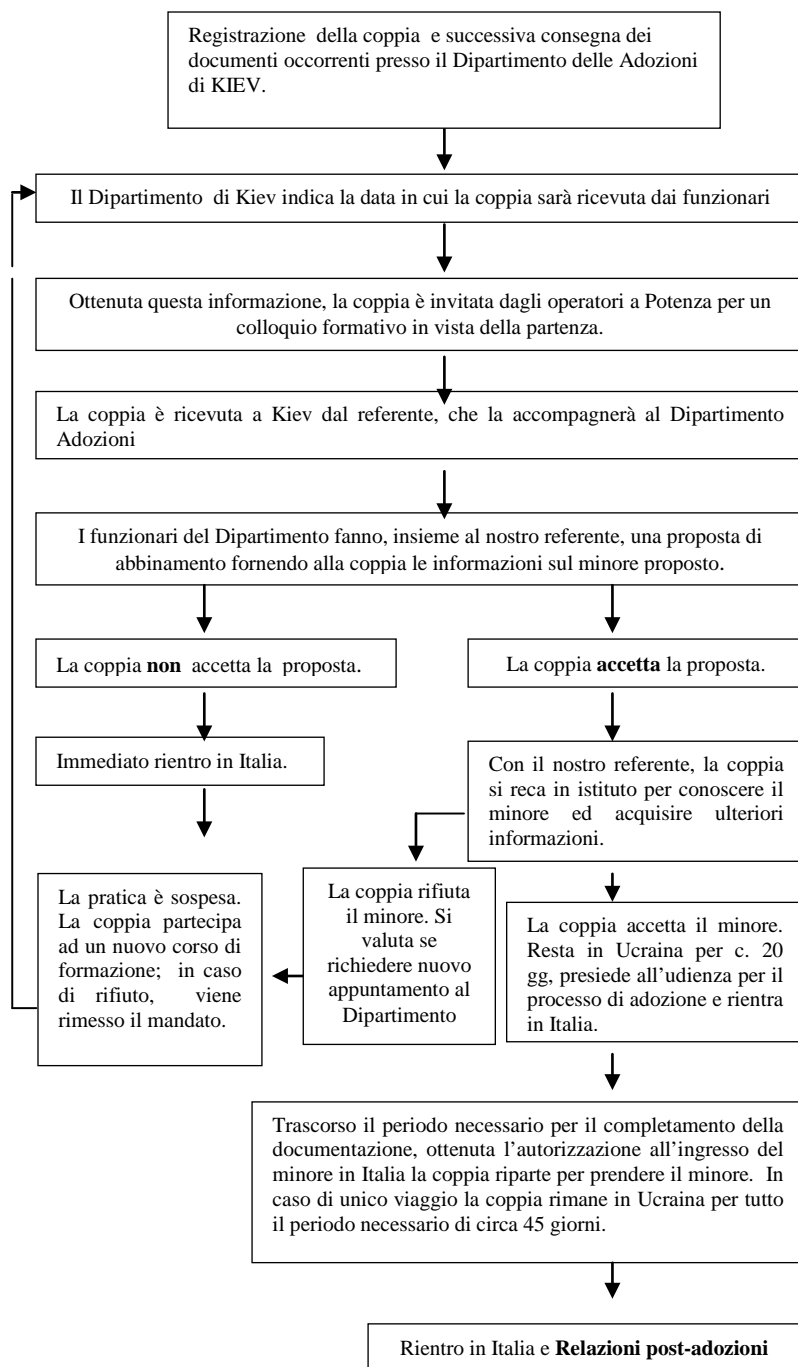 Registrazione della coppia e successiva consegna dei
documenti occorrenti presso il Dipartimento delle Adozioni
di KIEV.
Il Dipartimento di Kiev indica la data in cui la coppia sarà ricevuta dai funzionari
Ottenuta questa informazione, la coppia è invitata dagli operatori a Potenza per un
colloquio formativo in vista della partenza.
La coppia è ricevuta a Kiev dal referente, che la accompagnerà al Dipartimento
Adozioni
I funzionari del Dipartimento fanno, insieme al nostro referente, una proposta di
abbinamento fornendo alla coppia le informazioni sul minore proposto.
La coppia non accetta la proposta.
La coppia accetta la proposta.
Immediato rientro in Italia.
Con il nostro referente, la coppia
si reca in istituto per conoscere il
minore ed acquisire ulteriori
informazioni.
La pratica è sospesa.
La coppia partecipa
ad un nuovo corso di
formazione; in caso
di rifiuto, viene
rimesso il mandato.
La coppia rifiuta
il minore. Si
valuta se
richiedere nuovo
appuntamento al
Dipartimento
La coppia accetta il minore.
Resta in Ucraina per c. 20
gg, presiede all’udienza per il
processo di adozione e rientra
in Italia.
Trascorso il periodo necessario per il completamento della
documentazione, ottenuta l’autorizzazione all’ingresso del
minore in Italia la coppia riparte per prendere il minore. In
caso di unico viaggio la coppia rimane in Ucraina per tutto
il periodo necessario di circa 45 giorni.
Rientro in Italia e Relazioni post-adozioni